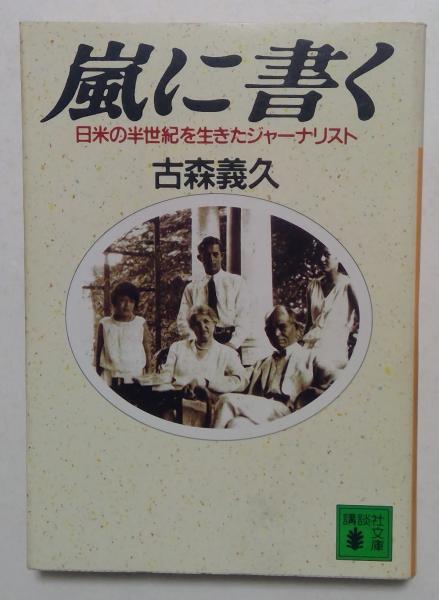 嵐に書く
日米の半世紀を生きたジャーナリスト
古森義久
講談社
文庫